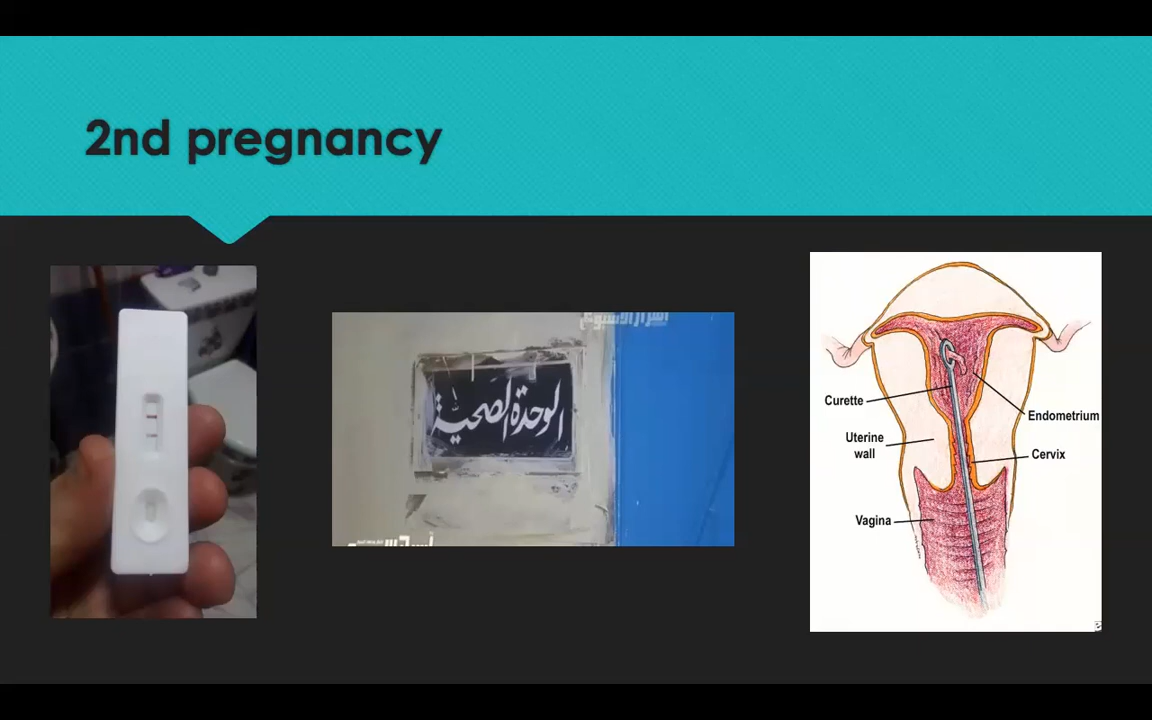 2nd pregnancy
الوحدة الصحية
Curette
Endometrium
Uterine
wall
Cervix
Vagina